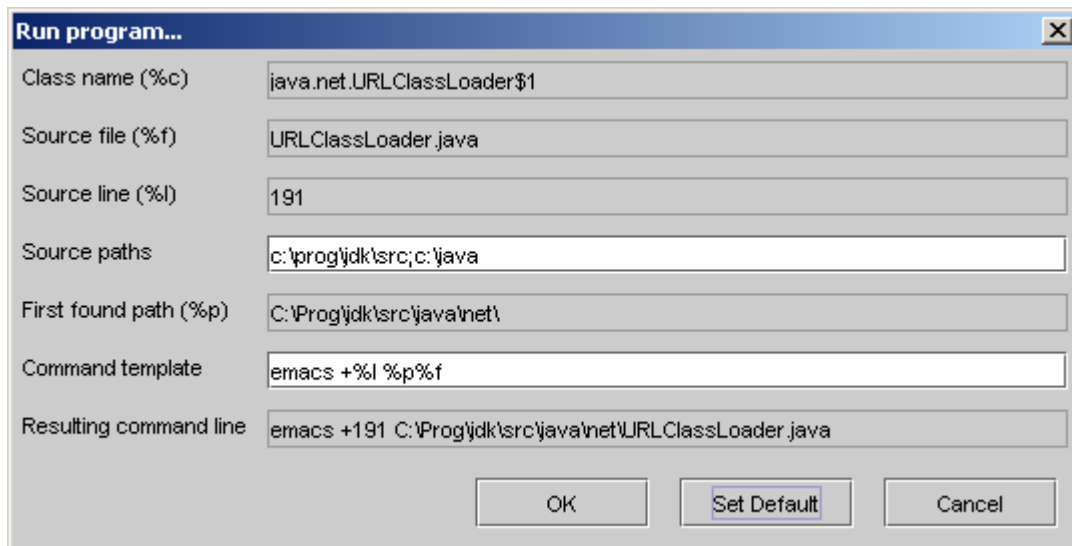 Run program...
Class name (%c) java.net.URLClassLoader$1
Source file (%f) URLClassLoader.java
Source line (%l) 191
Source paths c:\prog\jdk\src;c:\java
First found path (%p) C:\Prog\jdk\src\java\net\
Command template emacs +%l %p%f
Resulting command line emacs +191 C:\Prog\jdk\src\java\net\URLClassLoader.java
OK Set Default Cancel